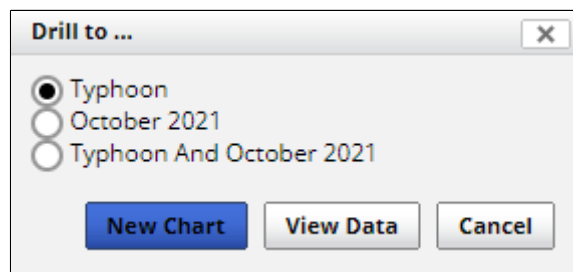 Drill to ...
Typhoon
October 2021
Typhoon And October 2021
New Chart View Data Cancel